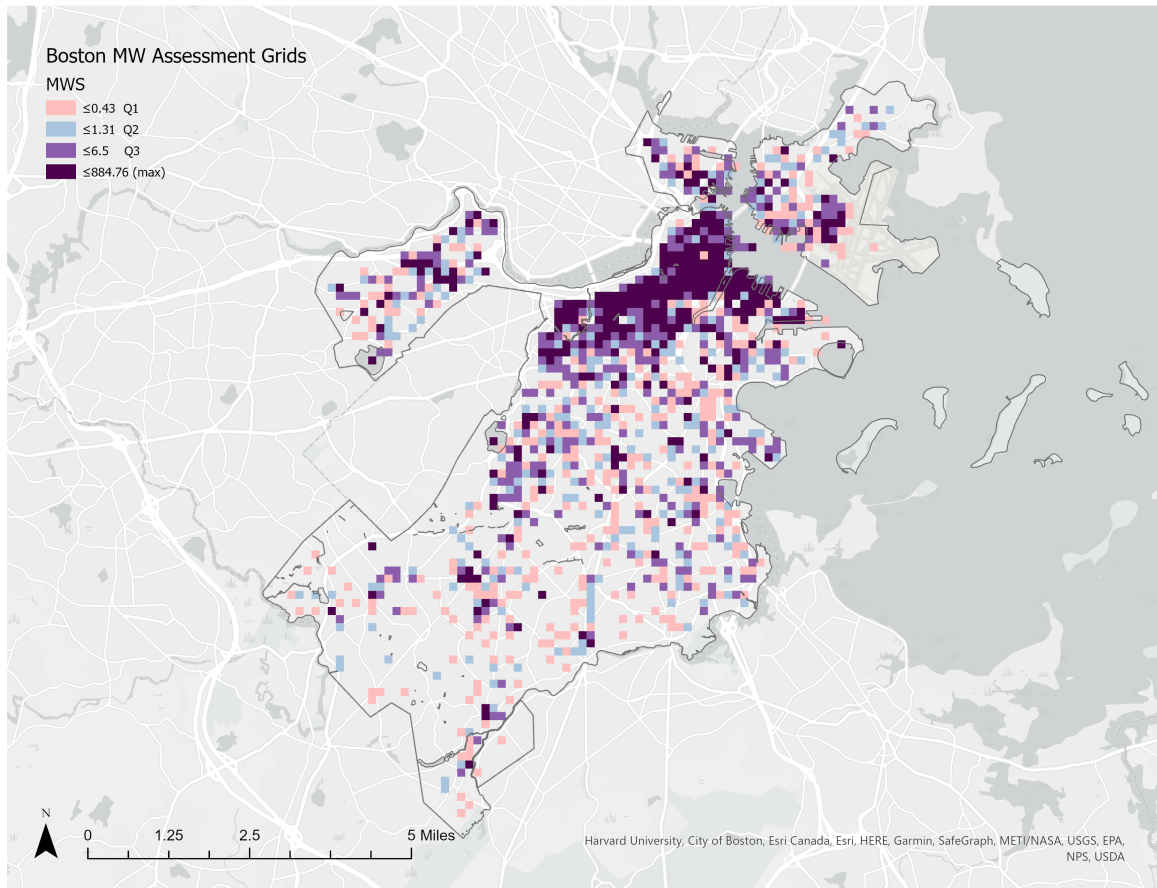 Boston MW Assessment Grids
MWS
≤0.43 Q1
≤1.31 Q2
≤6.5 Q3
≤884.76 (max)
N
0 1.25 2.5 5 Miles
Harvard University, City of Boston, Esri Canada, Esri, HERE, Garmin, SafeGraph, METI/NASA, USGS, EPA,
NPS, USDA